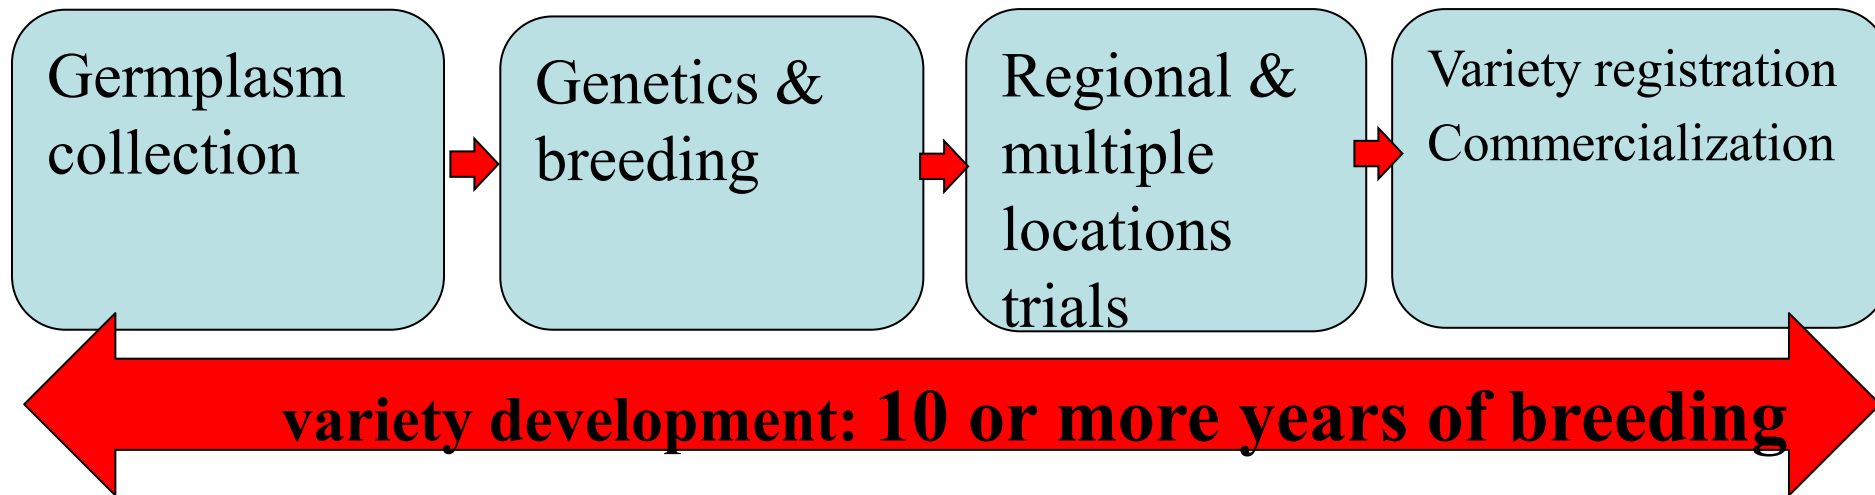 Germplasm
collection
Genetics &
breeding
Regional &
multiple
locations
trials
Variety registration
Commercialization
variety development: 10 or more years of breeding